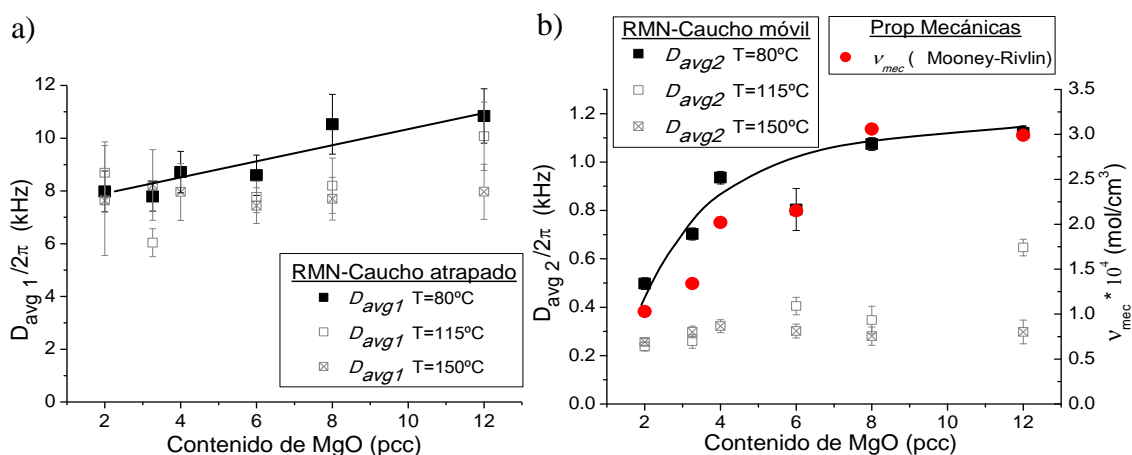 a)
RMN-Caucho atrapado
D_avg1 T=80ºC
D_avg1 T=115ºC
D_avg1 T=150ºC
D_avg 1/2π (kHz)
12
10
8
6
4
2
0
2 4 6 8 10 12
Contenido de MgO (pcc)
b)
RMN-Caucho móvil
D_avg2 T=80ºC
D_avg2 T=115ºC
D_avg2 T=150ºC
Prop Mecánicas
ν_mec ( Mooney-Rivlin)
D_avg 2/2π (kHz)
1.2
1.0
0.8
0.6
0.4
0.2
0.0
3.5
3.0
2.5
2.0
1.5
1.0
0.5
0.0
ν_mec * 10^4 (mol/cm^3)
2 4 6 8 10 12
Contenido de MgO (pcc)